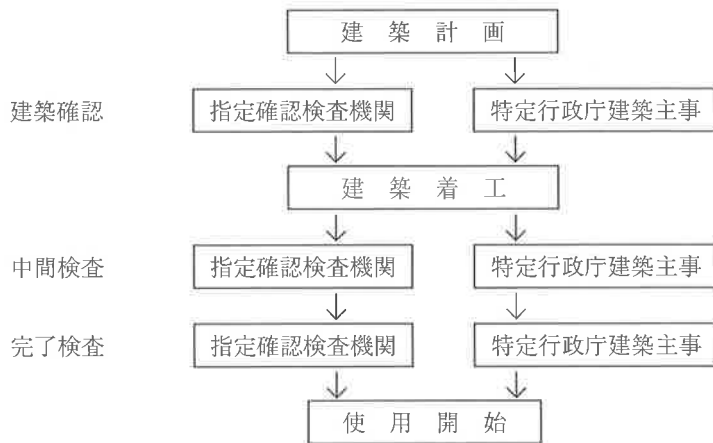 建築計画
建築確認 指定確認検査機関 特定行政庁建築主事
建築着工
中間検査 指定確認検査機関 特定行政庁建築主事
完了検査 指定確認検査機関 特定行政庁建築主事
使用開始